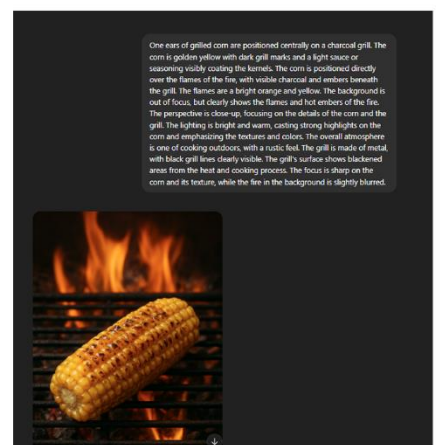 One ears of grilled corn are positioned centrally on a charcoal grill. The
corn is golden yellow with dark grill marks and a light sauce or
seasoning visibly coating the kernels. The corn is positioned directly
over the flames of the fire, with visible charcoal and embers beneath
the grill. The flames are a bright orange and yellow. The background is
out of focus, but clearly shows the flames and hot embers of the fire.
The perspective is close-up, focusing on the details of the corn and the
grill. The lighting is bright and warm, casting strong highlights on the
corn and emphasizing the textures and colors. The overall atmosphere
is one of cooking outdoors, with a rustic feel. The grill is made of metal,
with black grill lines clearly visible. The grill's surface shows blackened
areas from the heat and cooking process. The focus is sharp on the
corn and its texture, while the fire in the background is slightly blurred.